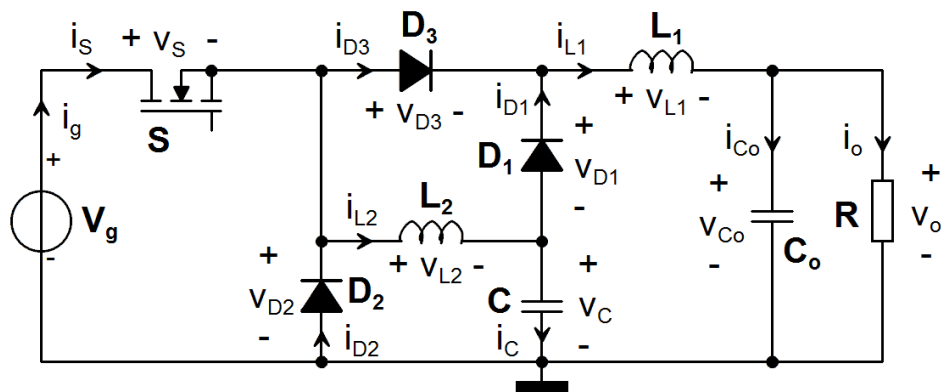 i_S + v_S - i_D3 D_3 i_L1 L_1
+ v_D3 - i_D1 + v_L1 -
i_g S
+ D_1 + v_D1 - i_Co i_o
V_g i_L2 L_2 + v_Co - C_o R + v_o -
- + v_L2 -
+ v_D2 - D_2 C + v_C -
i_D2 i_C